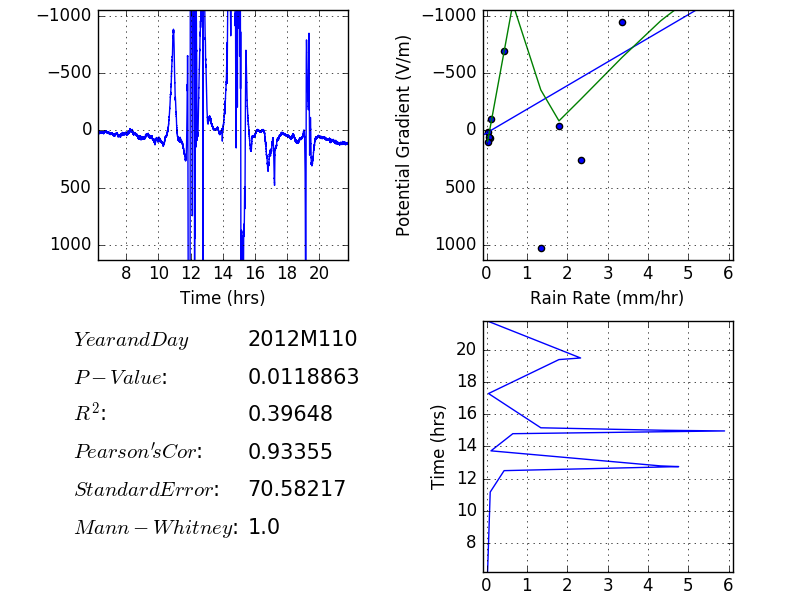 −1000
−500
0
500
1000
8 10 12 14 16 18 20
Time (hrs)
Potential Gradient (V/m)
−1000
−500
0
500
1000
0 1 2 3 4 5 6
Rain Rate (mm/hr)
YearandDay 2012M110
P−Value: 0.0118863
R²: 0.39648
Pearson'sCor: 0.93355
StandardError: 70.58217
Mann−Whitney: 1.0
Time (hrs)
20
18
16
14
12
10
8
0 1 2 3 4 5 6